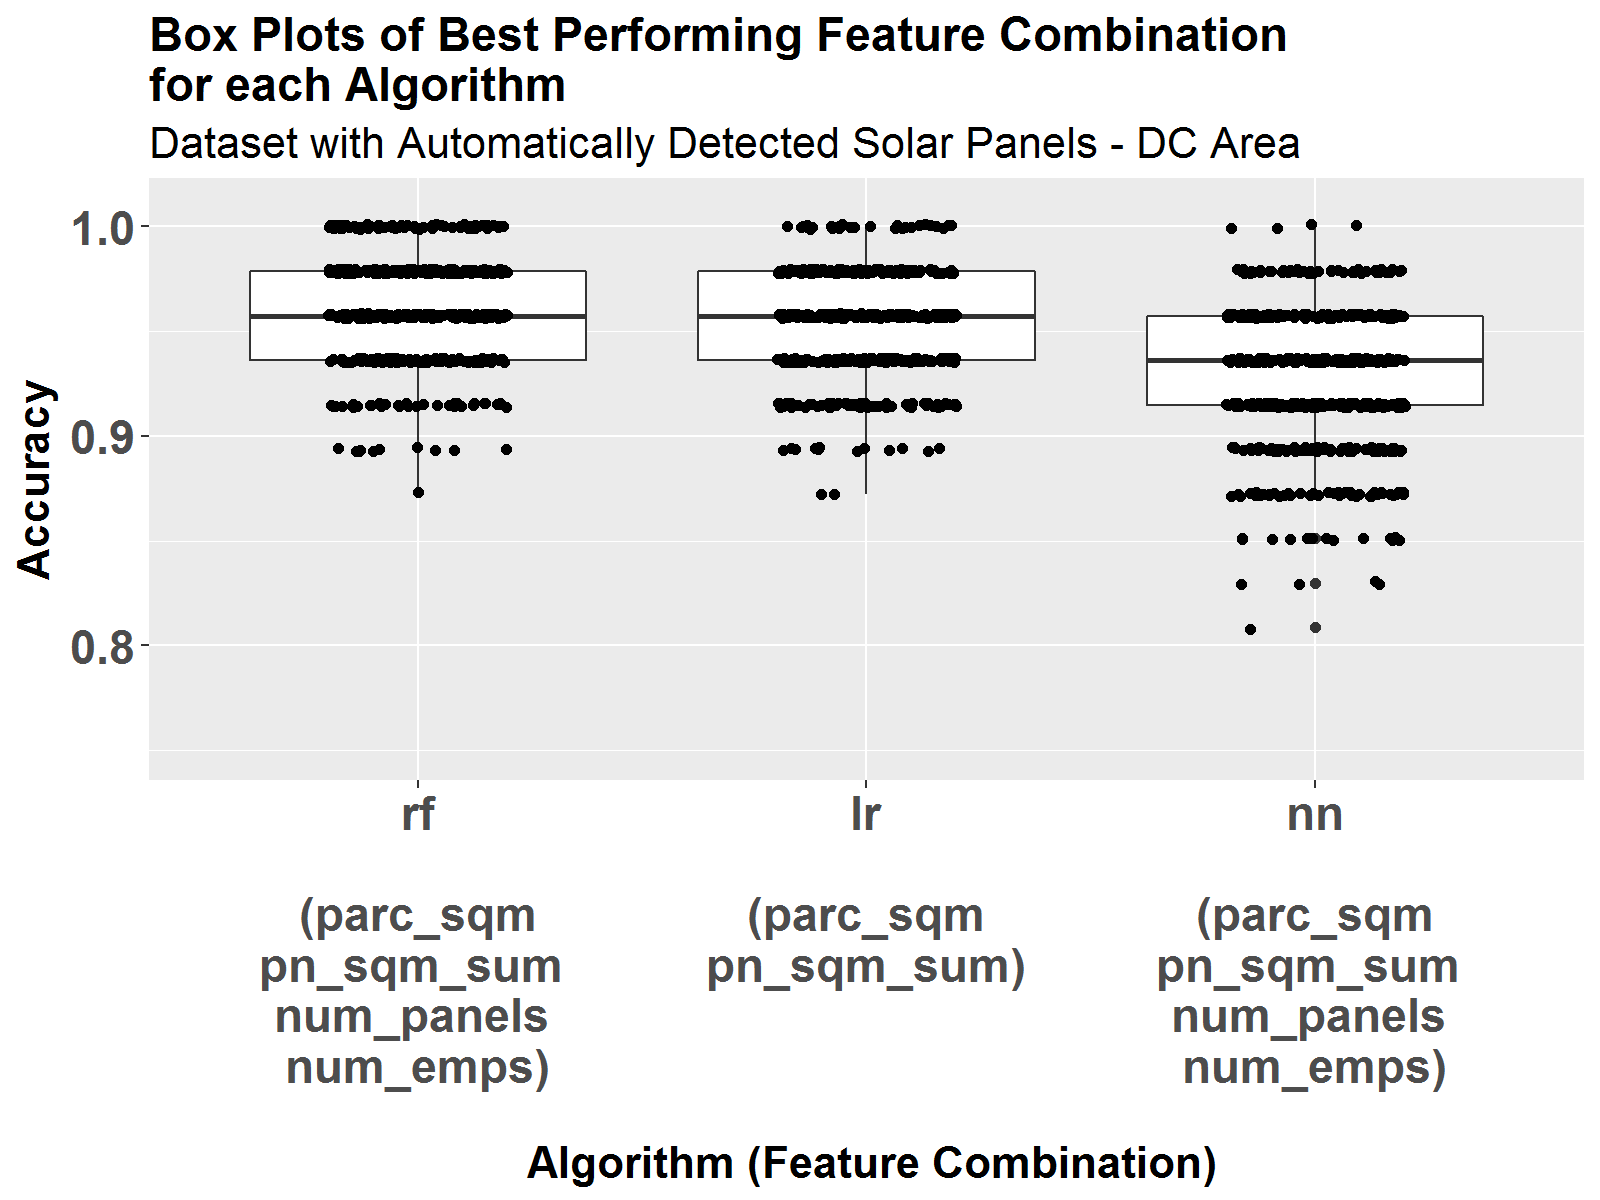 Box Plots of Best Performing Feature Combination
for each Algorithm
Dataset with Automatically Detected Solar Panels - DC Area
Accuracy
1.0
0.9
0.8
rf
(parc_sqm
pn_sqm_sum
num_panels
num_emps)
lr
(parc_sqm
pn_sqm_sum)
nn
(parc_sqm
pn_sqm_sum
num_panels
num_emps)
Algorithm (Feature Combination)